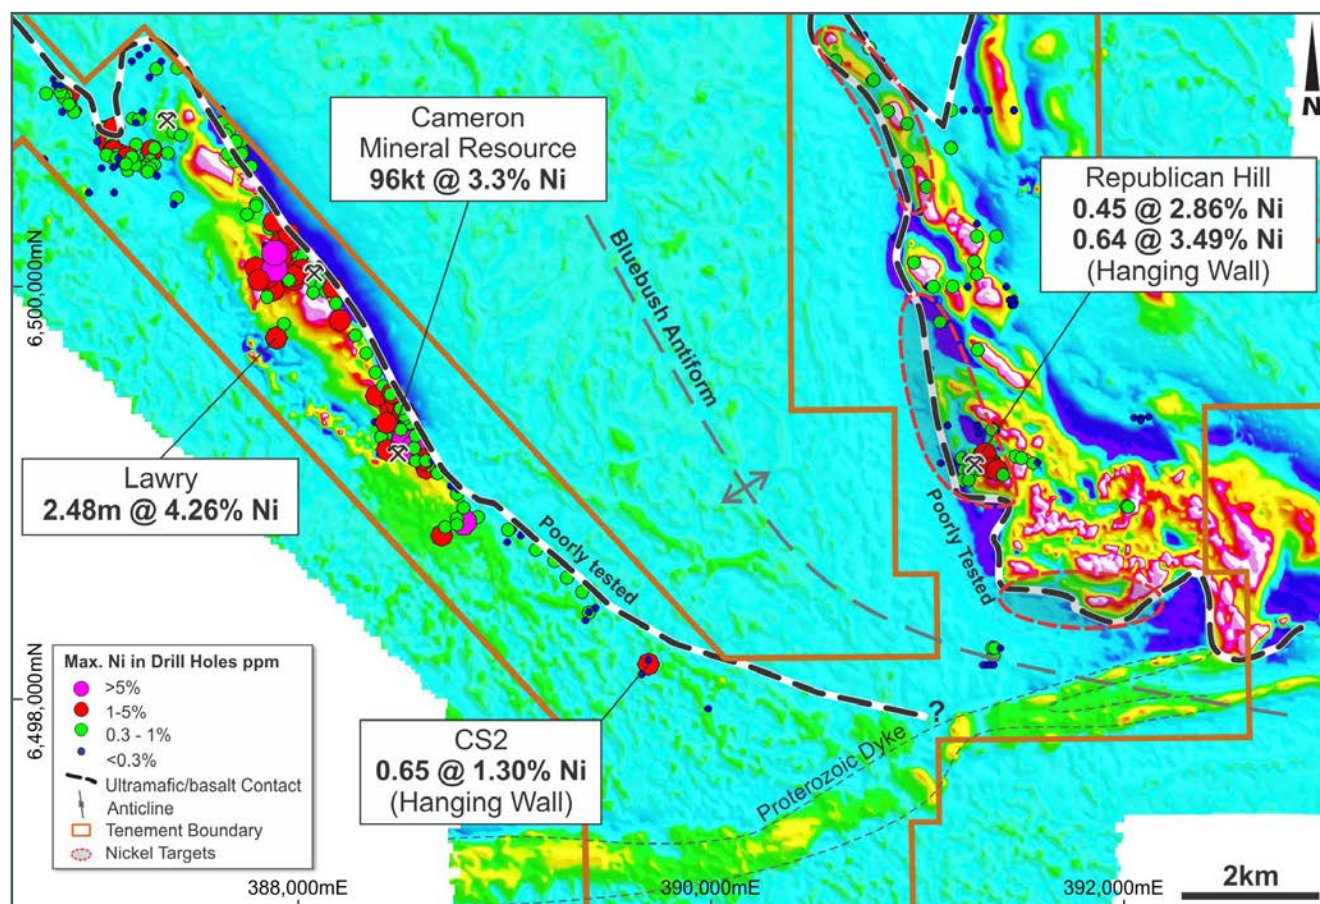 N
Cameron
Mineral Resource
96kt @ 3.3% Ni
Republican Hill
0.45 @ 2.86% Ni
0.64 @ 3.49% Ni
(Hanging Wall)
Bluebush Antiform
6,500,000mN
Lawry
2.48m @ 4.26% Ni
Poorly tested
Poorly Tested
6,498,000mN
Max. Ni in Drill Holes ppm
>5%
1-5%
0.3 - 1%
<0.3%
Ultramafic/basalt Contact
Anticline
Tenement Boundary
Nickel Targets
CS2
0.65 @ 1.30% Ni
(Hanging Wall)
?
Proterozoic Dyke
388,000mE
390,000mE
392,000mE
2km